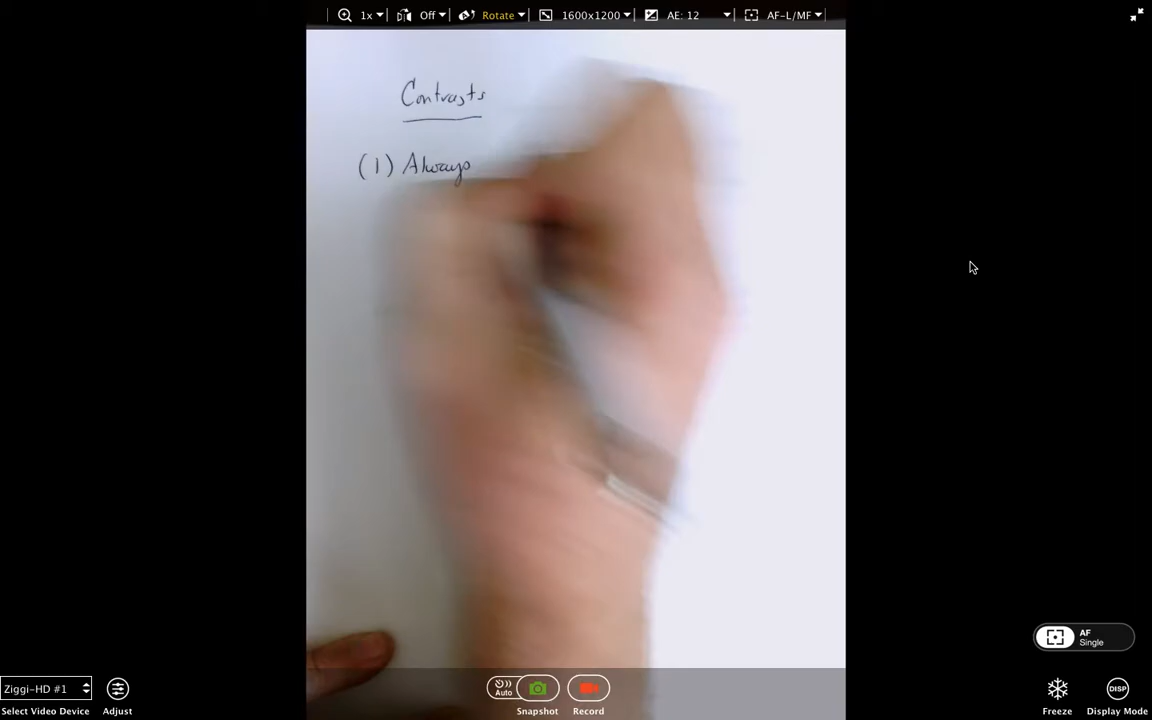 1x Off Rotate 1600x1200 AE: 12 AF-L/MF
Contrasts
(1) Always
AF
Single
Ziggi-HD #1
Select Video Device
Adjust
Auto
Snapshot
Record
Freeze
DISP
Display Mode